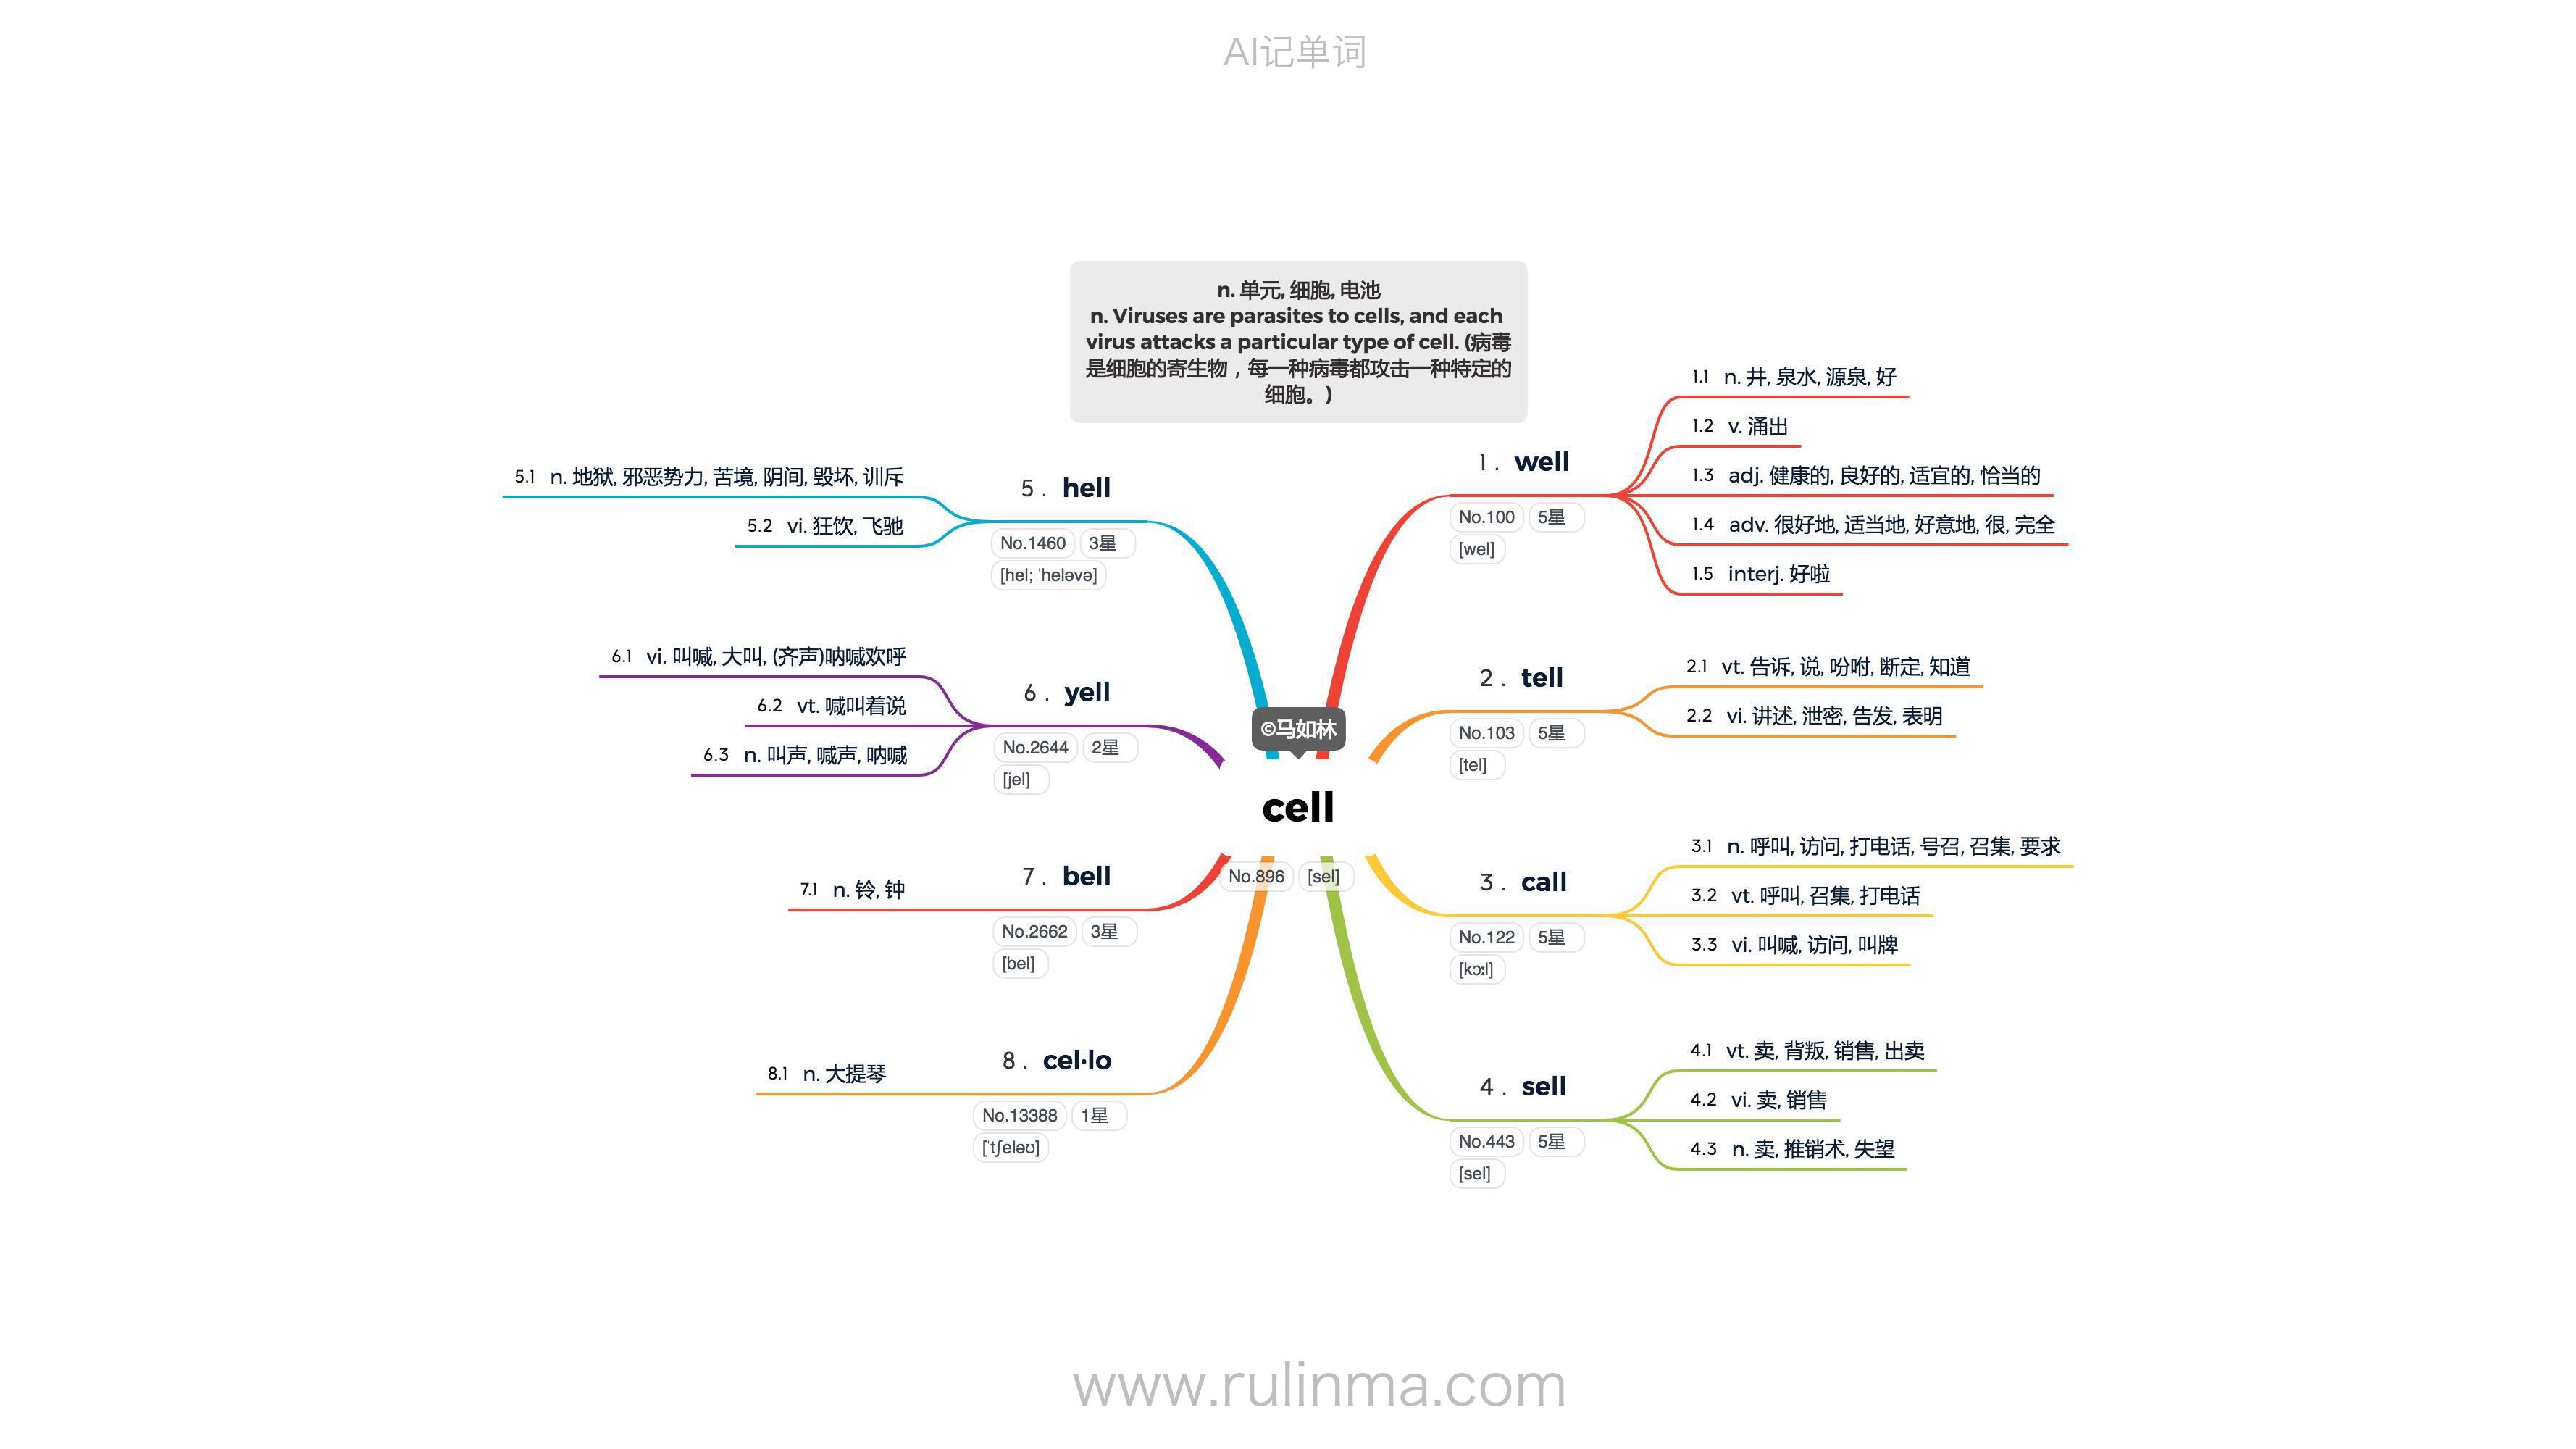 AI记单词
n. 单元, 细胞, 电池
n. Viruses are parasites to cells, and each
virus attacks a particular type of cell. (病毒
是细胞的寄生物，每一种病毒都攻击一种特定的
细胞。)
©马如林
cell
No.896 [sel]
1 . well
No.100 5星
[wel]
1.1 n. 井, 泉水, 源泉, 好
1.2 v. 涌出
1.3 adj. 健康的, 良好的, 适宜的, 恰当的
1.4 adv. 很好地, 适当地, 好意地, 很, 完全
1.5 interj. 好啦
2 . tell
No.103 5星
[tel]
2.1 vt. 告诉, 说, 吩咐, 断定, 知道
2.2 vi. 讲述, 泄密, 告发, 表明
3 . call
No.122 5星
[kɔːl]
3.1 n. 呼叫, 访问, 打电话, 号召, 召集, 要求
3.2 vt. 呼叫, 召集, 打电话
3.3 vi. 叫喊, 访问, 叫牌
4 . sell
No.443 5星
[sel]
4.1 vt. 卖, 背叛, 销售, 出卖
4.2 vi. 卖, 销售
4.3 n. 卖, 推销术, 失望
5 . hell
No.1460 3星
[hel; ˈheləvə]
5.1 n. 地狱, 邪恶势力, 苦境, 阴间, 毁坏, 训斥
5.2 vi. 狂饮, 飞驰
6 . yell
No.2644 2星
[jel]
6.1 vi. 叫喊, 大叫, (齐声)呐喊欢呼
6.2 vt. 喊叫着说
6.3 n. 叫声, 喊声, 呐喊
7 . bell
No.2662 3星
[bel]
7.1 n. 铃, 钟
8 . cel·lo
No.13388 1星
[ˈtʃeləʊ]
8.1 n. 大提琴
www.rulinma.com